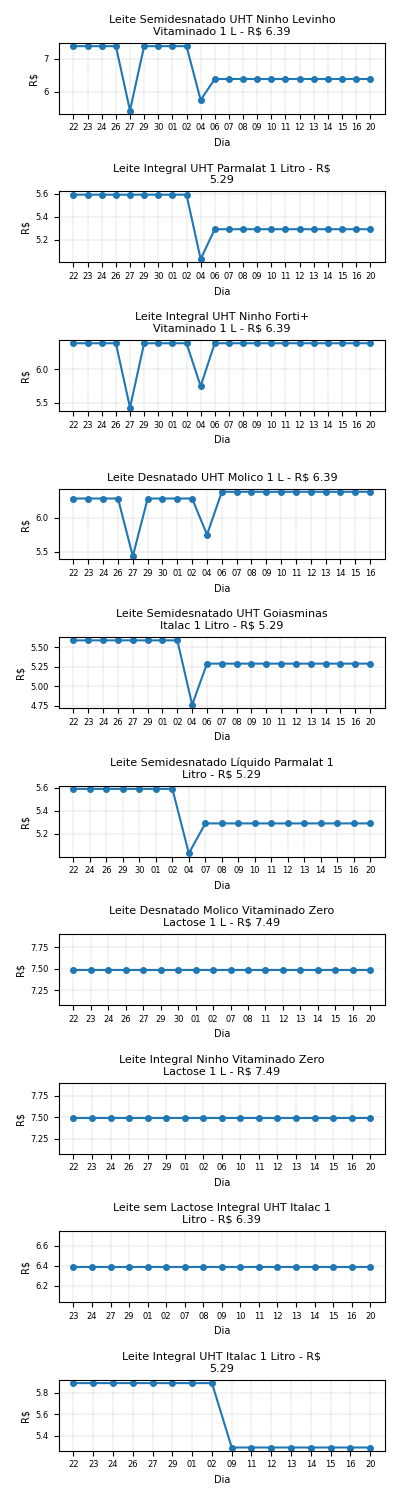 Leite Semidesnatado UHT Ninho Levinho
Vitaminado 1 L - R$ 6.39
7
6
R$
22 23 24 26 27 29 30 01 02 04 06 07 08 09 10 11 12 13 14 15 16 20
Dia
Leite Integral UHT Parmalat 1 Litro - R$
5.29
5.6
5.4
5.2
R$
22 23 24 26 27 29 30 01 02 04 06 07 08 09 10 11 12 13 14 15 16 20
Dia
Leite Integral UHT Ninho Forti+
Vitaminado 1 L - R$ 6.39
6.0
5.5
R$
22 23 24 26 27 29 30 01 02 04 06 07 08 09 10 11 12 13 14 15 16 20
Dia
Leite Desnatado UHT Molico 1 L - R$ 6.39
6.0
5.5
R$
22 23 24 26 27 29 30 01 02 04 06 07 08 09 10 11 12 13 14 15 16
Dia
Leite Semidesnatado UHT Goiasminas
Italac 1 Litro - R$ 5.29
5.50
5.25
5.00
4.75
R$
22 23 24 26 27 29 01 02 04 06 07 08 09 10 11 12 13 14 15 16 20
Dia
Leite Semidesnatado Líquido Parmalat 1
Litro - R$ 5.29
5.6
5.4
5.2
R$
22 24 26 29 30 01 02 04 07 08 09 10 11 12 13 14 15 16 20
Dia
Leite Desnatado Molico Vitaminado Zero
Lactose 1 L - R$ 7.49
7.75
7.50
7.25
R$
22 23 24 26 27 29 30 01 02 07 08 11 12 13 14 15 16 20
Dia
Leite Integral Ninho Vitaminado Zero
Lactose 1 L - R$ 7.49
7.75
7.50
7.25
R$
22 23 24 26 27 29 01 02 06 10 11 12 13 14 15 16 20
Dia
Leite sem Lactose Integral UHT Italac 1
Litro - R$ 6.39
6.6
6.4
6.2
R$
23 24 27 29 01 02 07 08 09 10 11 12 13 14 15 16 20
Dia
Leite Integral UHT Italac 1 Litro - R$
5.29
5.8
5.6
5.4
R$
22 23 24 26 27 29 01 02 09 11 12 13 14 15 16 20
Dia